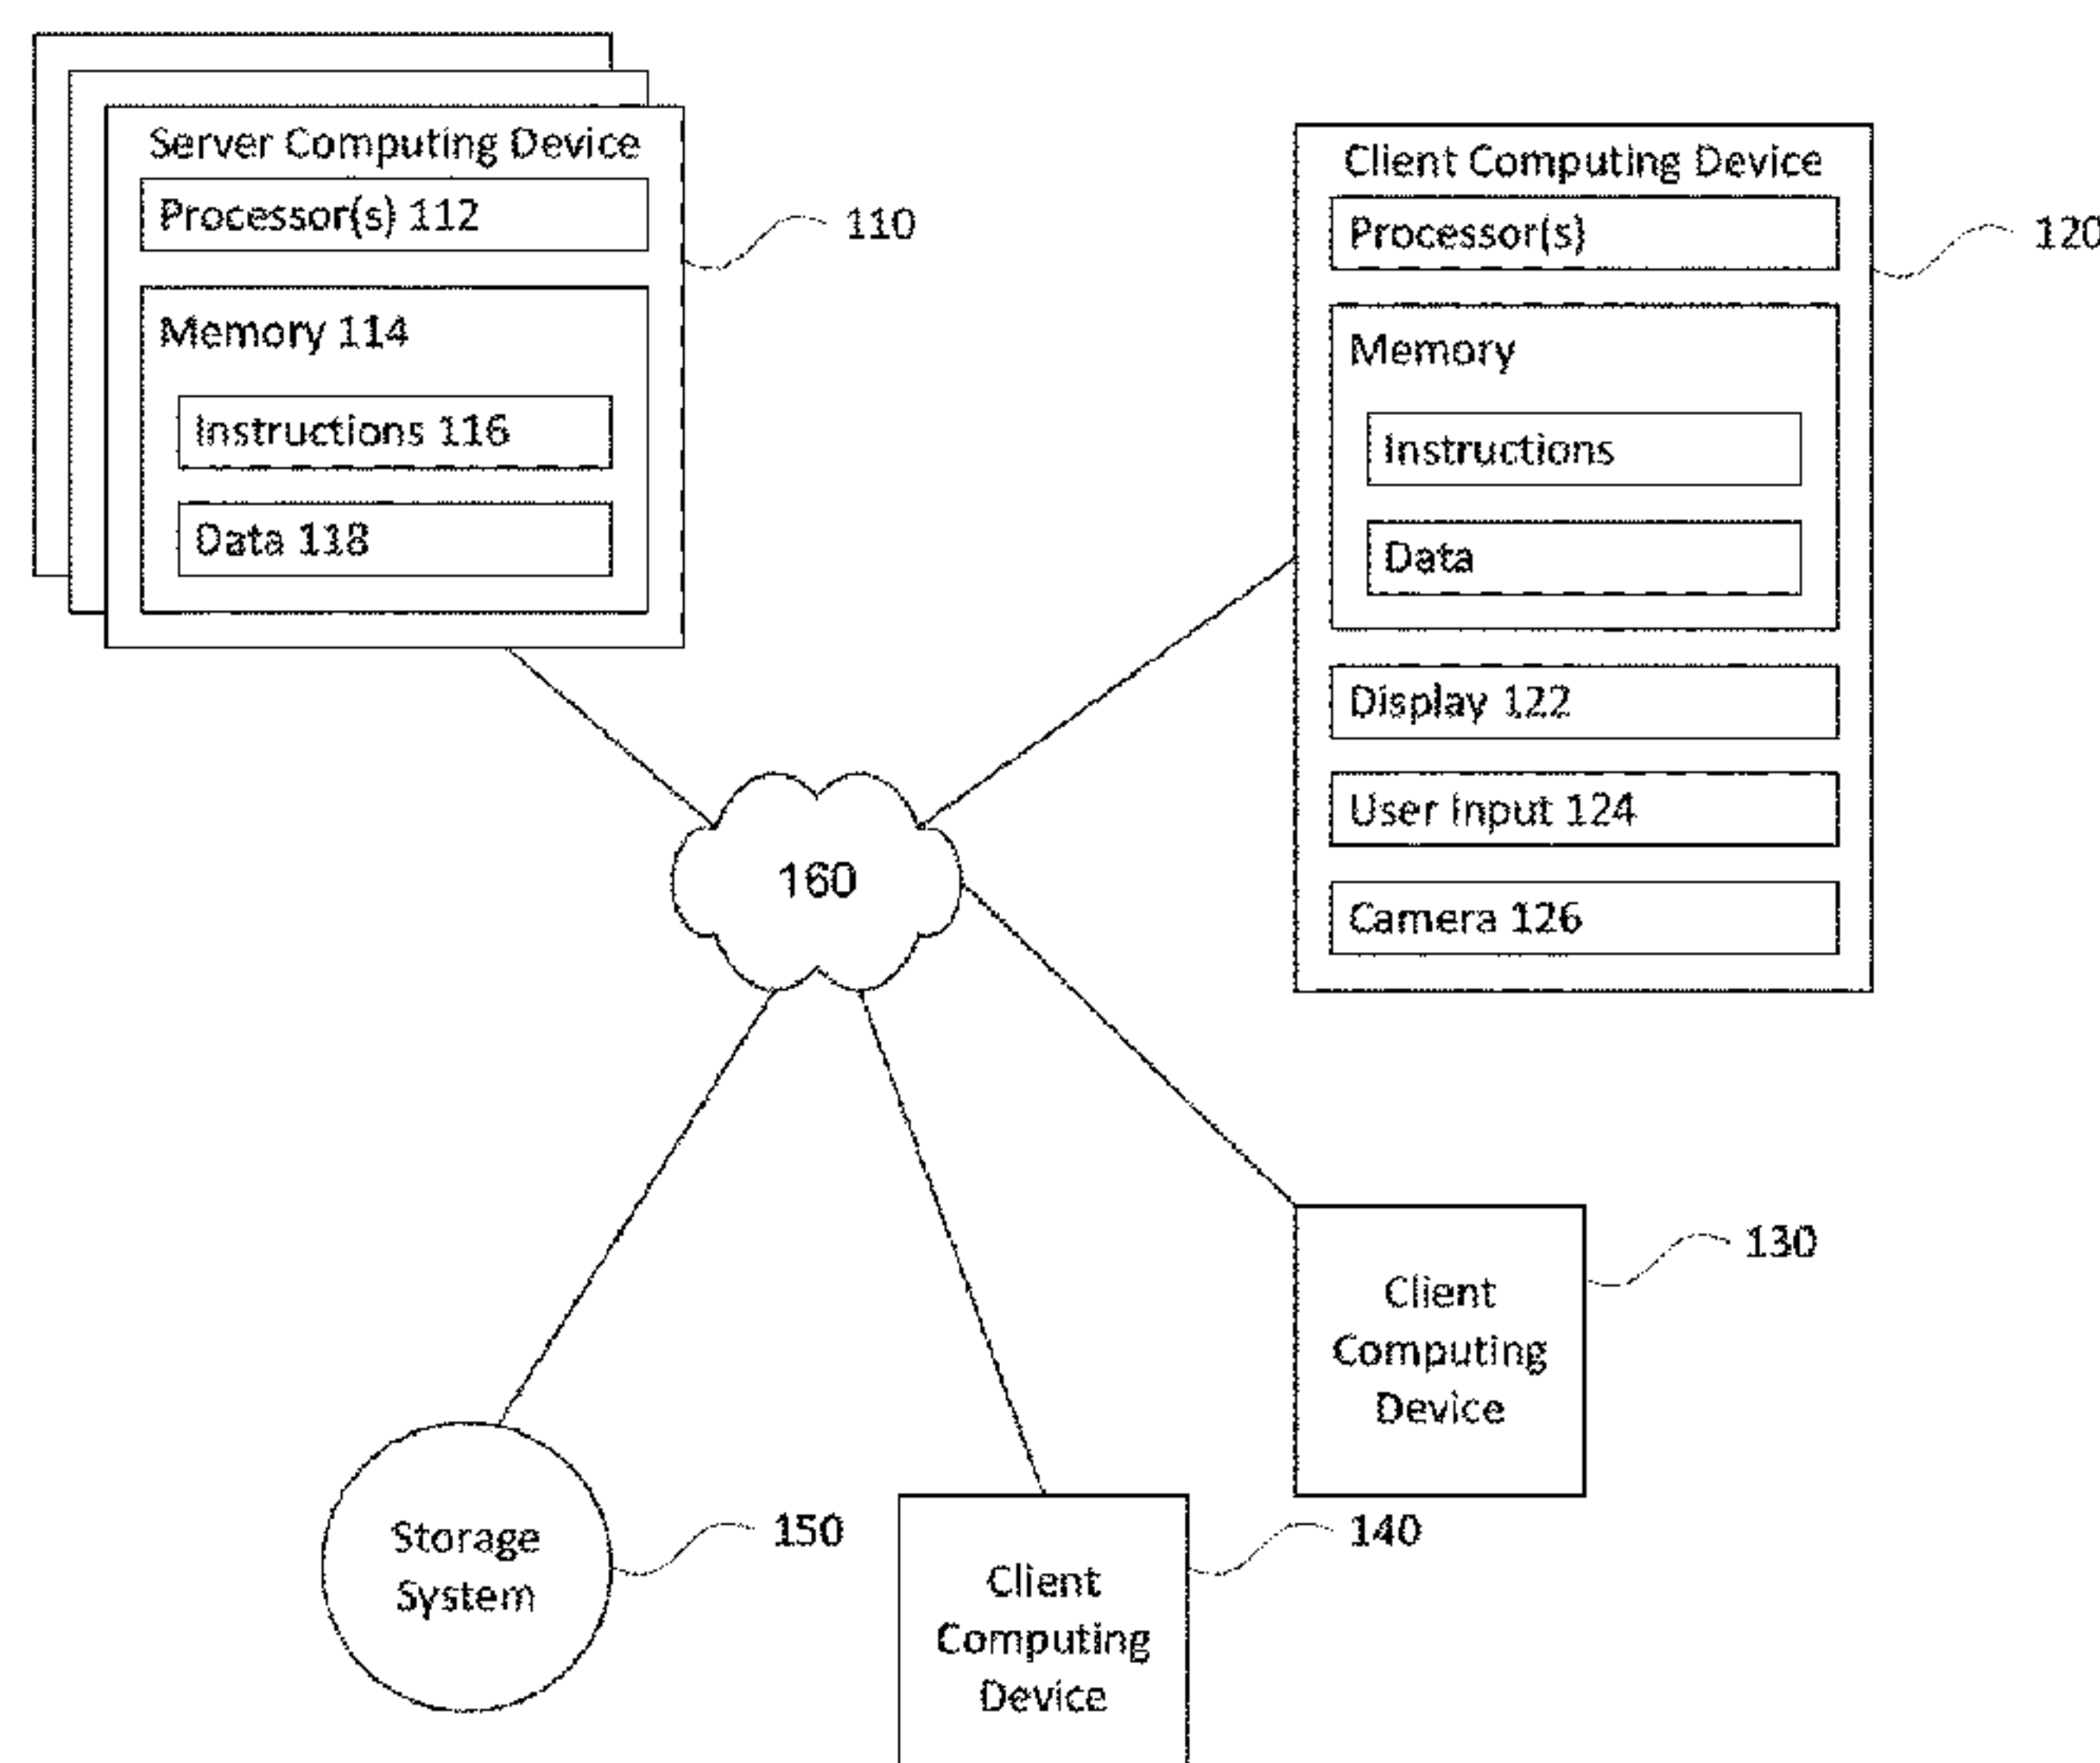 Server Computing Device
Processor(s) 112
110
Memory 114
Instructions 116
Data 118
Client Computing Device
Processor(s)
120
Memory
Instructions
Data
Display 122
User Input 124
Camera 126
160
Client
Computing
Device
130
Storage
System
150
Client
Computing
Device
140